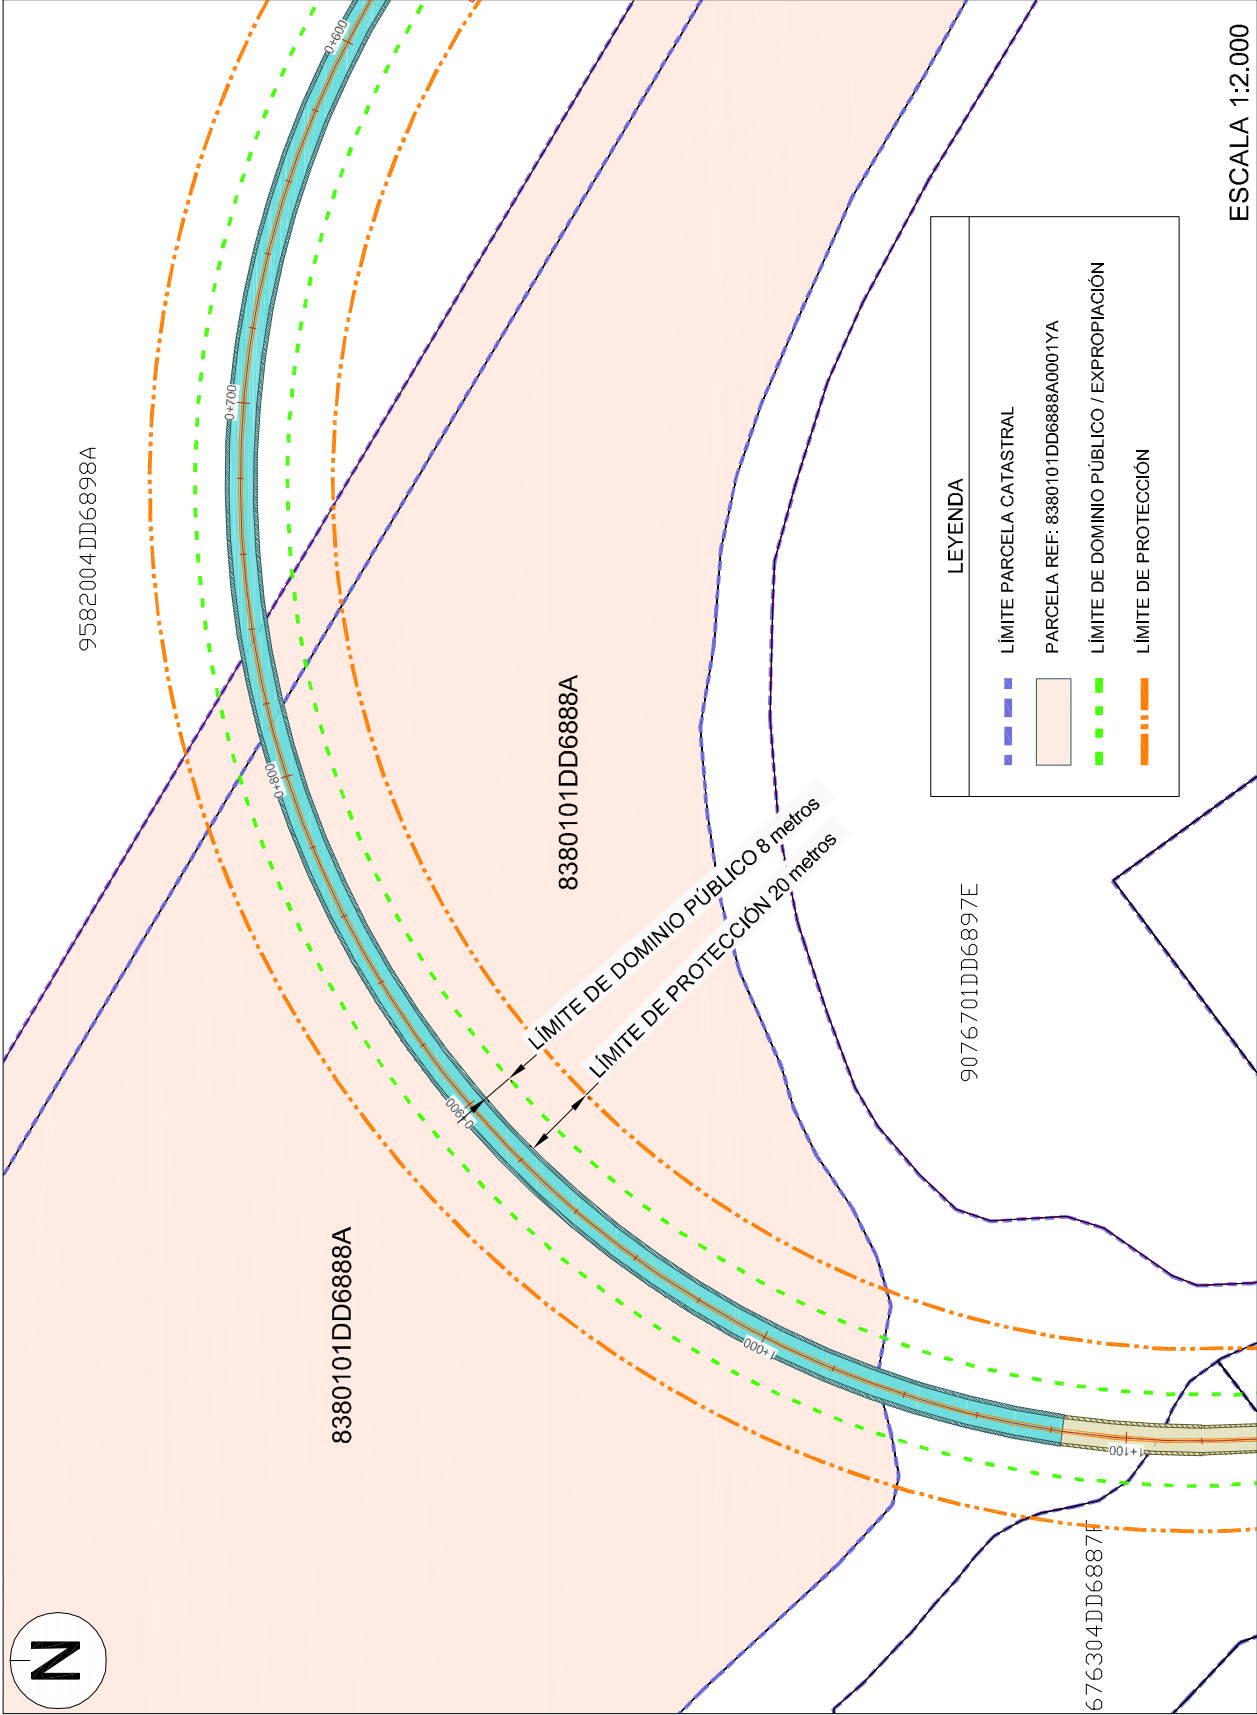 0+600
0+700
9582004DD6898A
0+800
8380101DD6888A
LÍMITE DE DOMINIO PÚBLICO 8 metros
LÍMITE DE PROTECCIÓN 20 metros
0+900
8380101DD6888A
1+000
9076701DD6897E
1+100
676304DD6887F
N
LEYENDA
LÍMITE PARCELA CATASTRAL
PARCELA REF: 8380101DD6888A0001YA
LÍMITE DE DOMINIO PÚBLICO / EXPROPIACIÓN
LÍMITE DE PROTECCIÓN
ESCALA 1:2.000